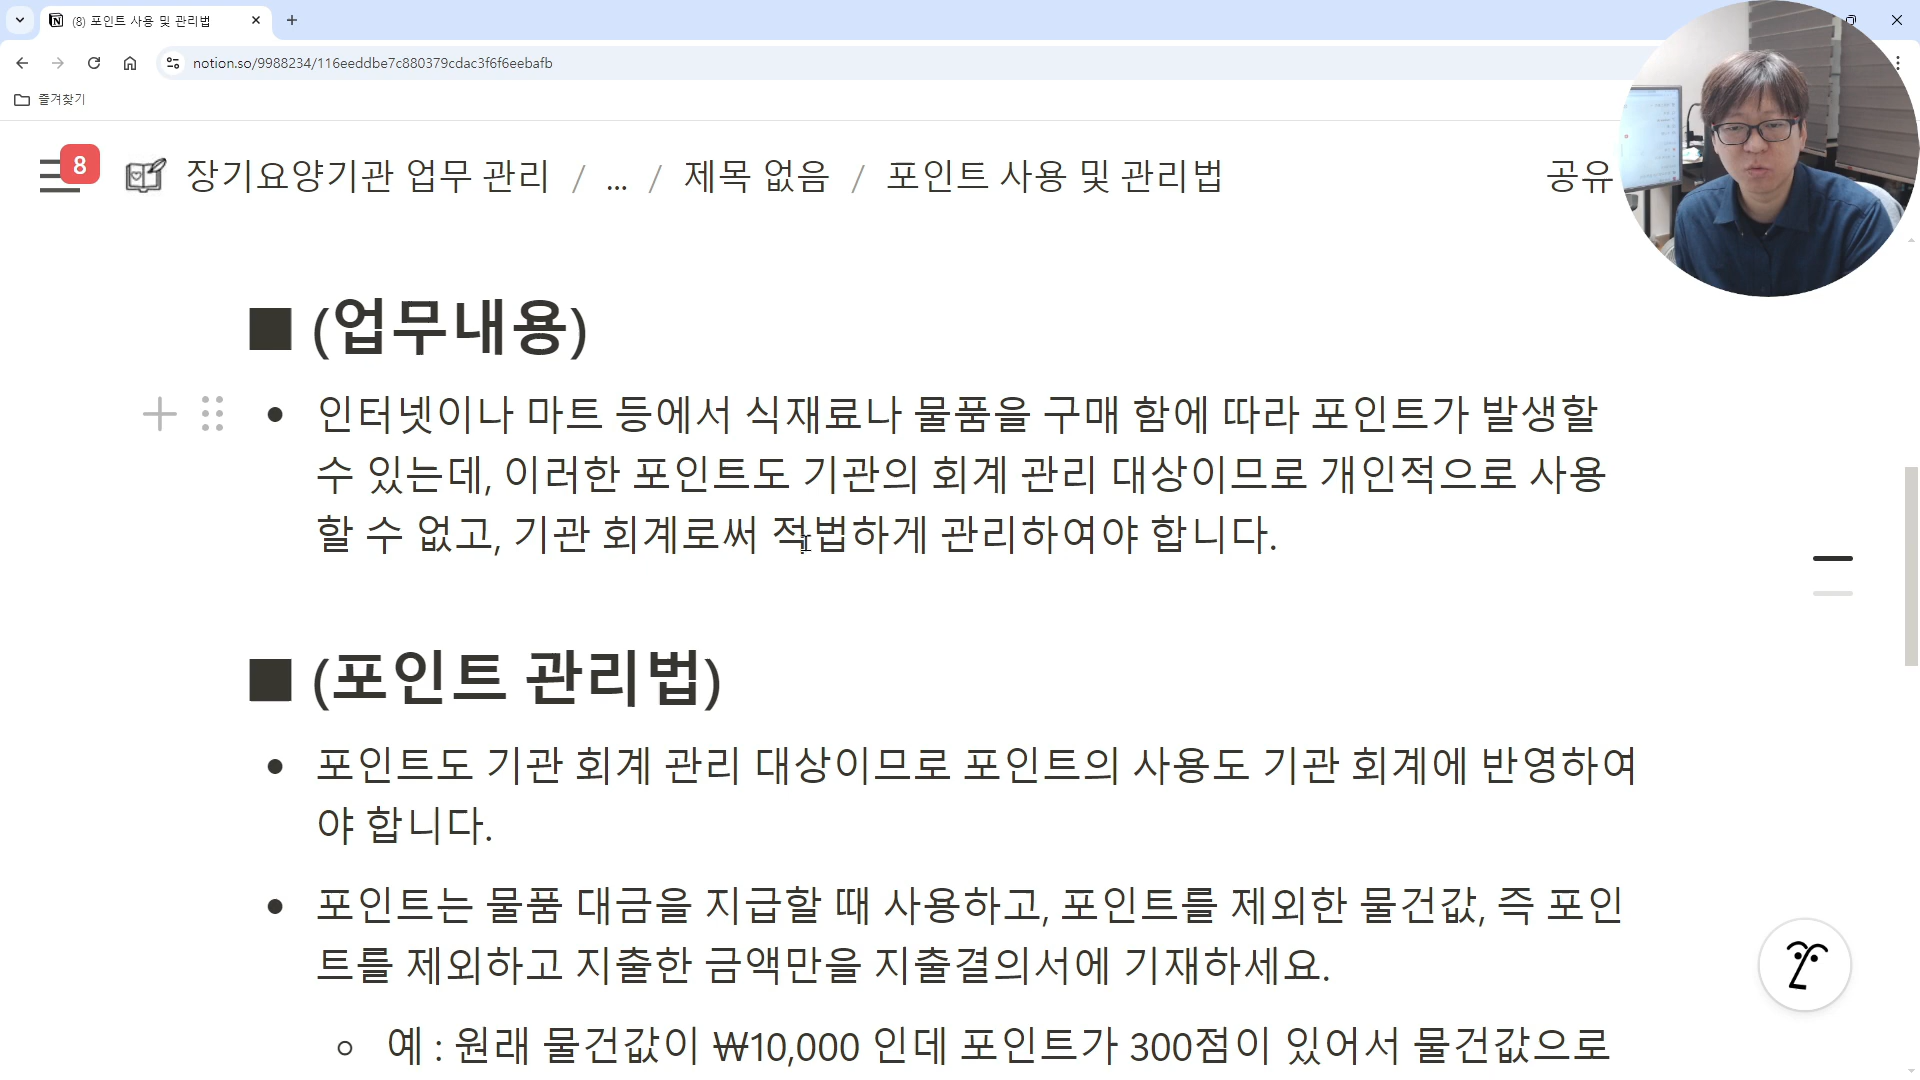 (8) 포인트 사용 및 관리법
notion.so/9988234/116eeddbe7c880379cdac3f6f6eebafb
즐겨찾기
8
장기요양기관 업무 관리 / ... / 제목 없음 / 포인트 사용 및 관리법
공유
■ (업무내용)
인터넷이나 마트 등에서 식재료나 물품을 구매 함에 따라 포인트가 발생할
수 있는데, 이러한 포인트도 기관의 회계 관리 대상이므로 개인적으로 사용
할 수 없고, 기관 회계로써 적법하게 관리하여야 합니다.
■ (포인트 관리법)
포인트도 기관 회계 관리 대상이므로 포인트의 사용도 기관 회계에 반영하여
야 합니다.
포인트는 물품 대금을 지급할 때 사용하고, 포인트를 제외한 물건값, 즉 포인
트를 제외하고 지출한 금액만을 지출결의서에 기재하세요.
예 : 원래 물건값이 ₩10,000 인데 포인트가 300점이 있어서 물건값으로